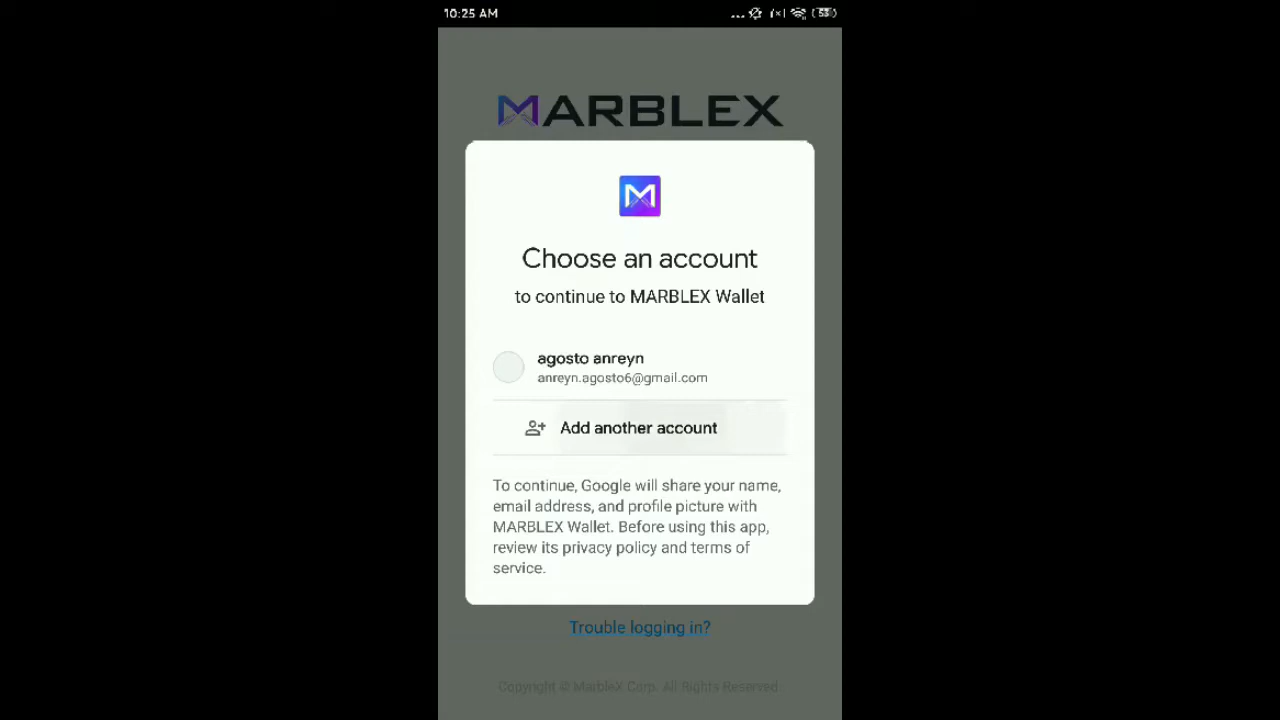 10:25 AM
MARBLEX
Choose an account
to continue to MARBLEX Wallet
agosto anreyn
anreyn.agosto6@gmail.com
Add another account
To continue, Google will share your name,
email address, and profile picture with
MARBLEX Wallet. Before using this app,
review its privacy policy and terms of
service.
Trouble logging in?
Copyright © MarbleX Corp. All Rights Reserved.